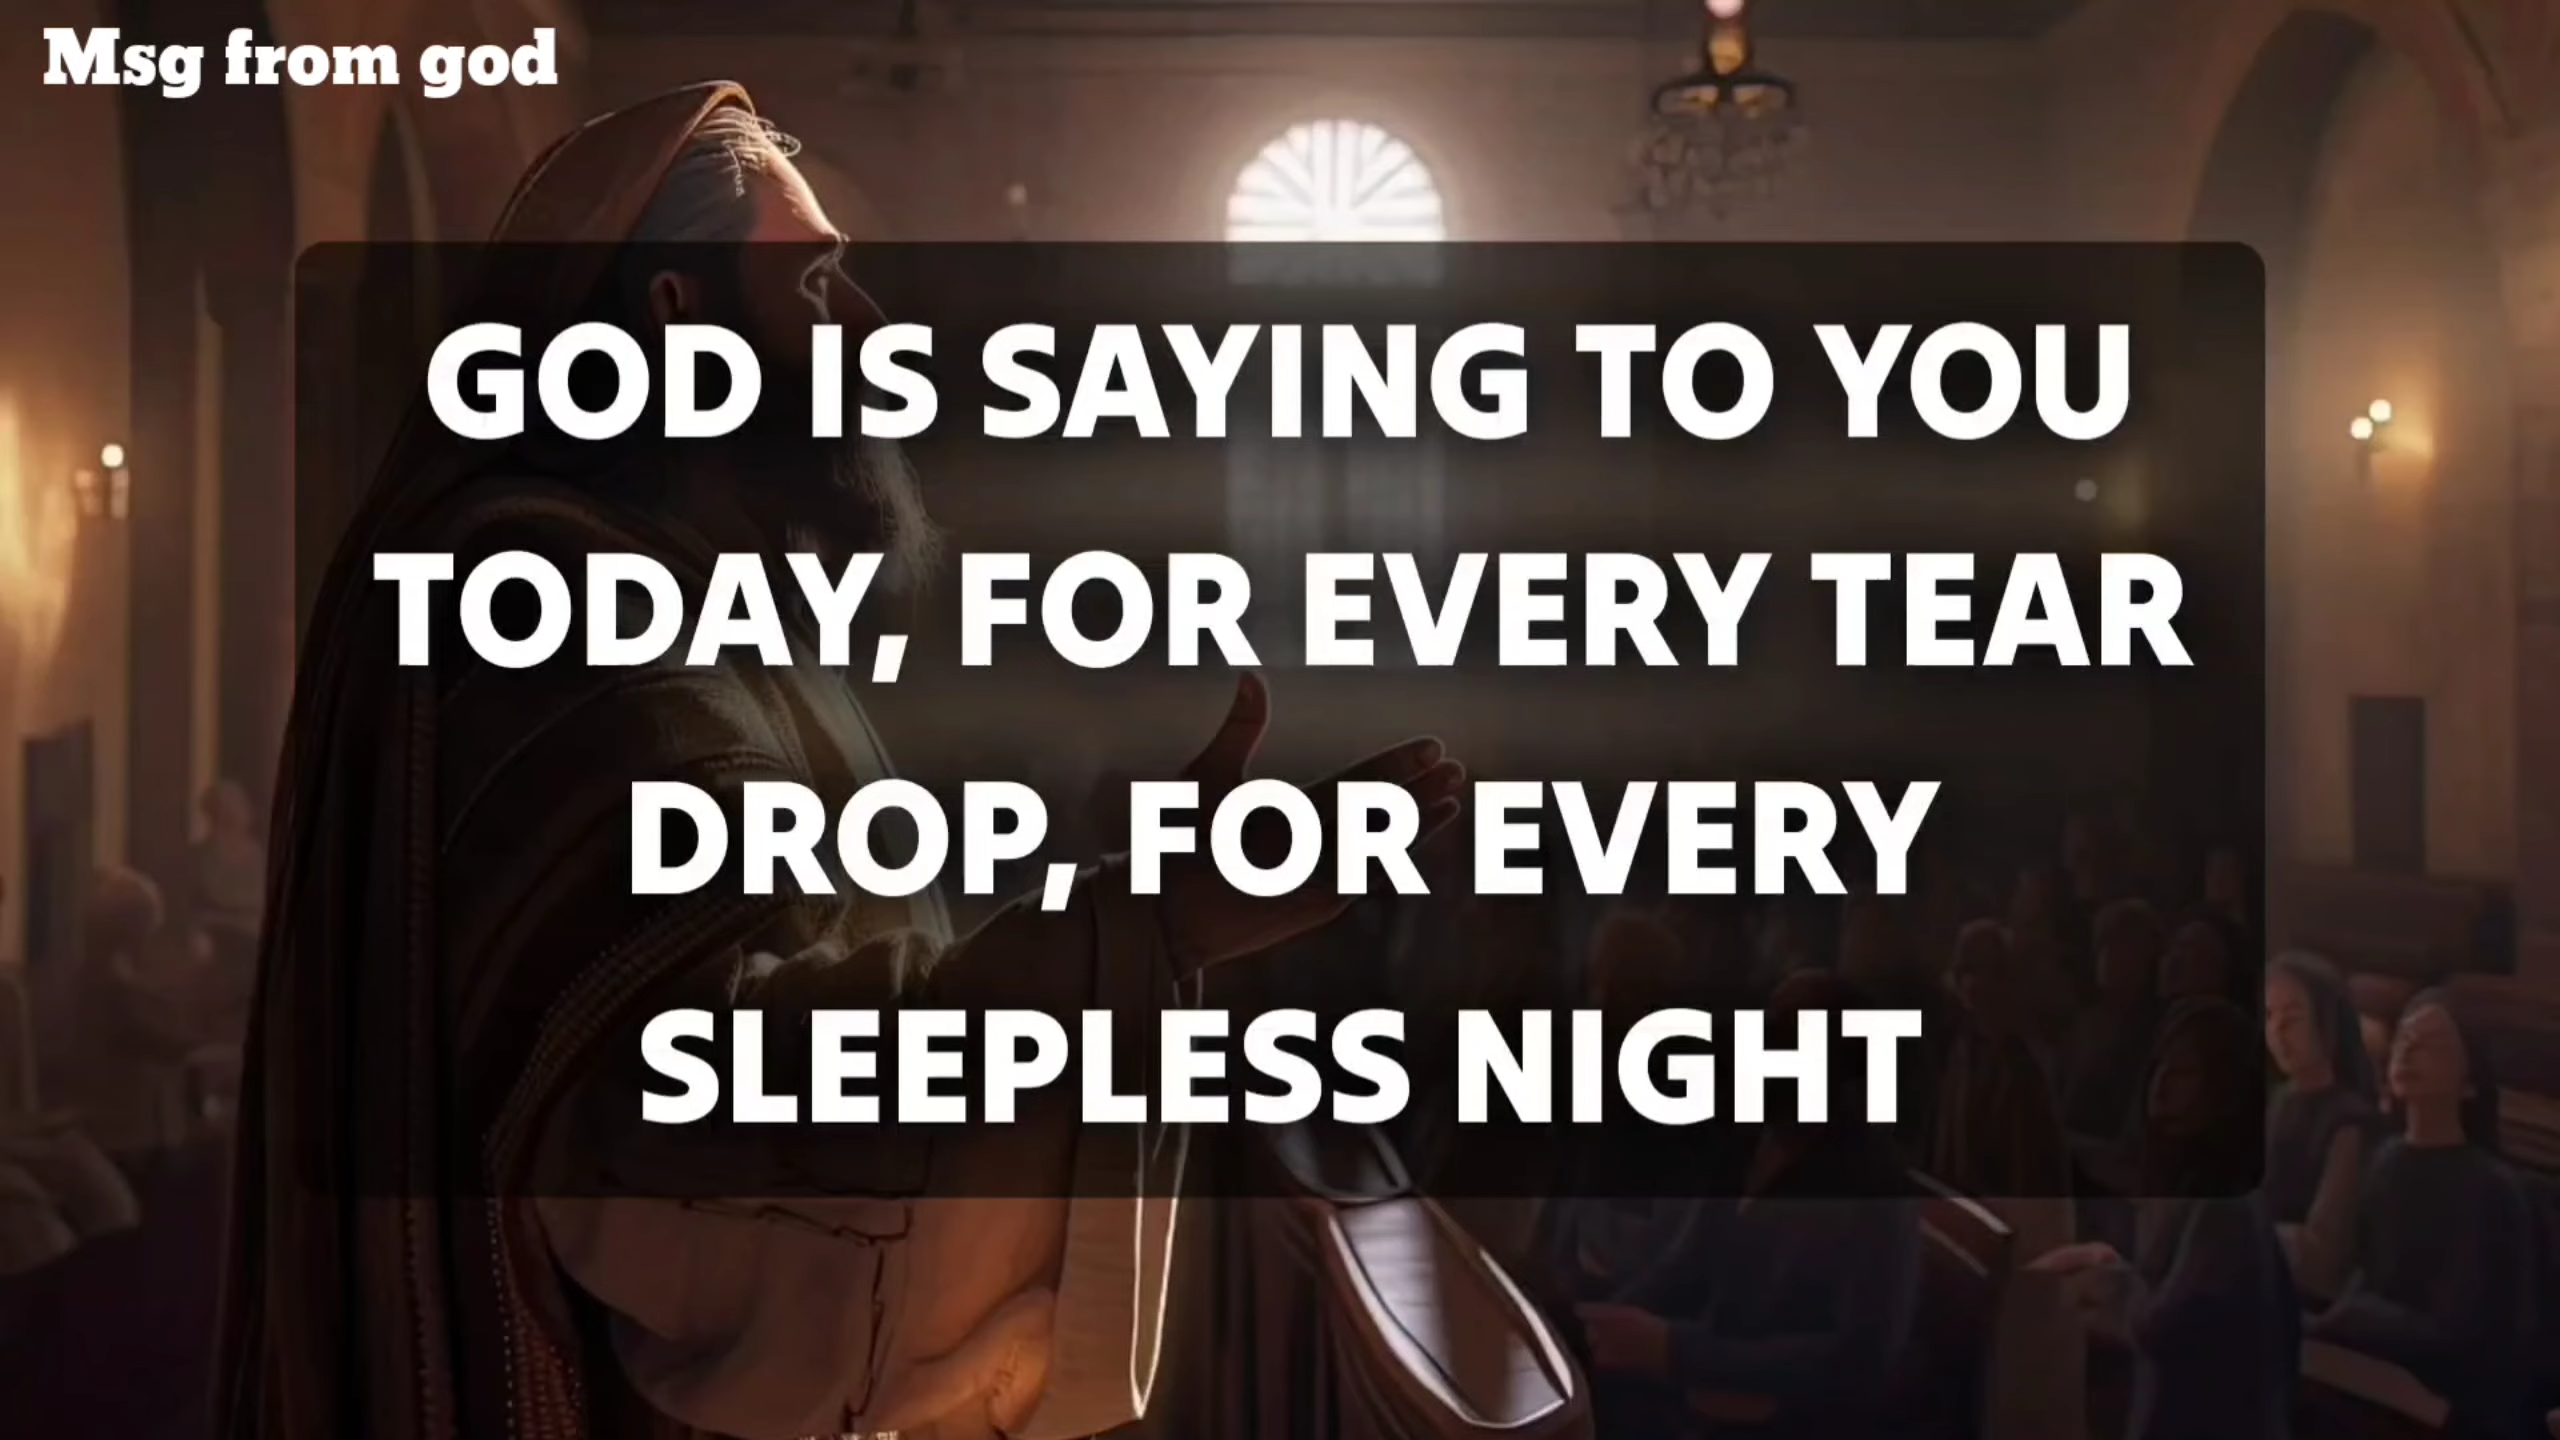 Msg from god
GOD IS SAYING TO YOU
TODAY, FOR EVERY TEAR
DROP, FOR EVERY
SLEEPLESS NIGHT